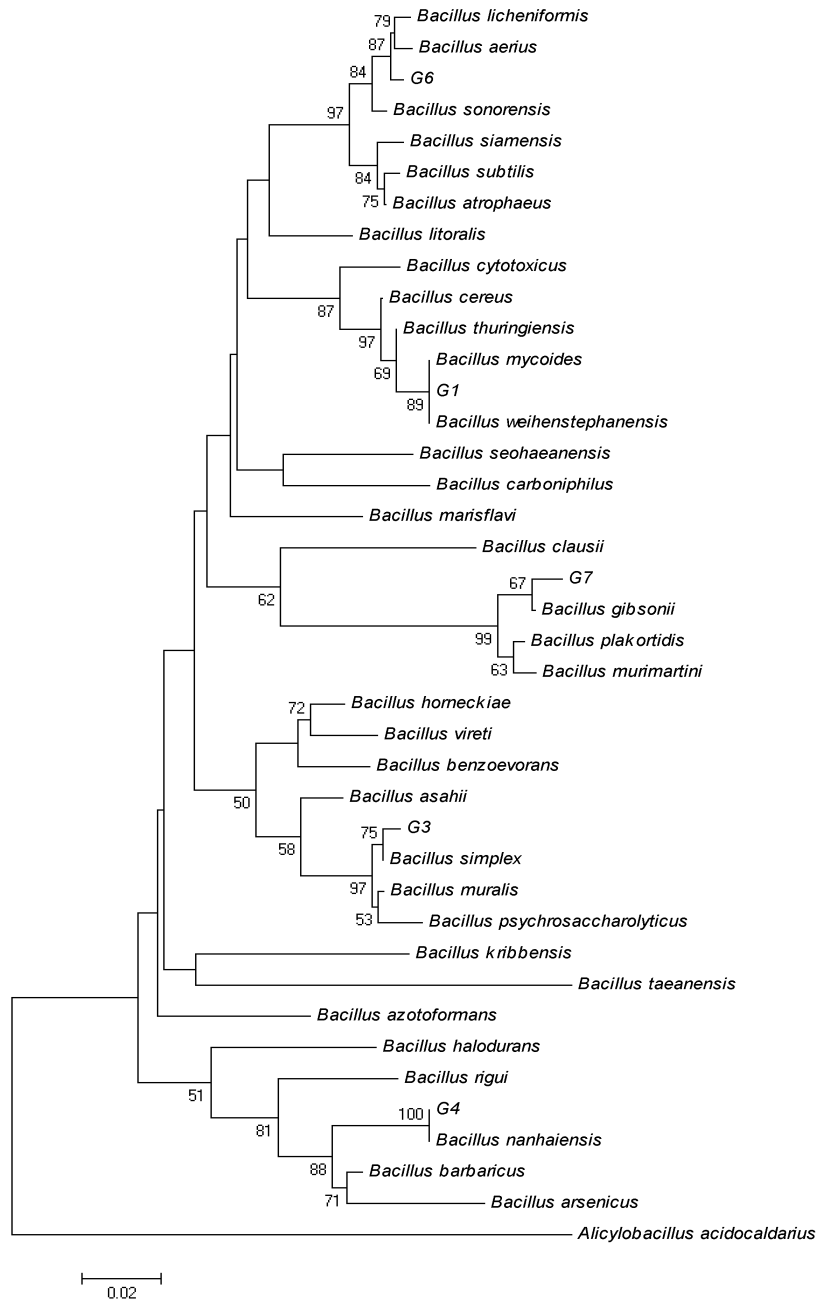 79 Bacillus licheniformis
87 Bacillus aerius
84 G6
97 Bacillus sonorensis
Bacillus siamensis
84 Bacillus subtilis
75 Bacillus atrophaeus
Bacillus litoralis
Bacillus cytotoxicus
87 Bacillus cereus
97 Bacillus thuringiensis
69 Bacillus mycoides
89 G1
Bacillus weihenstephanensis
Bacillus seohaeanensis
Bacillus carboniphilus
Bacillus marisflavi
Bacillus clausii
67 G7
62 Bacillus gibsonii
99 Bacillus plakortidis
63 Bacillus murimartini
72 Bacillus horneckiae
Bacillus vireti
Bacillus benzoevorans
50 Bacillus asahii
75 G3
58 Bacillus simplex
97 Bacillus muralis
53 Bacillus psychrosaccharolyticus
Bacillus kribbensis
Bacillus taeanensis
Bacillus azotoformans
Bacillus halodurans
51 Bacillus rigui
100 G4
81 Bacillus nanhaiensis
88 Bacillus barbaricus
71 Bacillus arsenicus
Alicylobacillus acidocaldarius
0.02